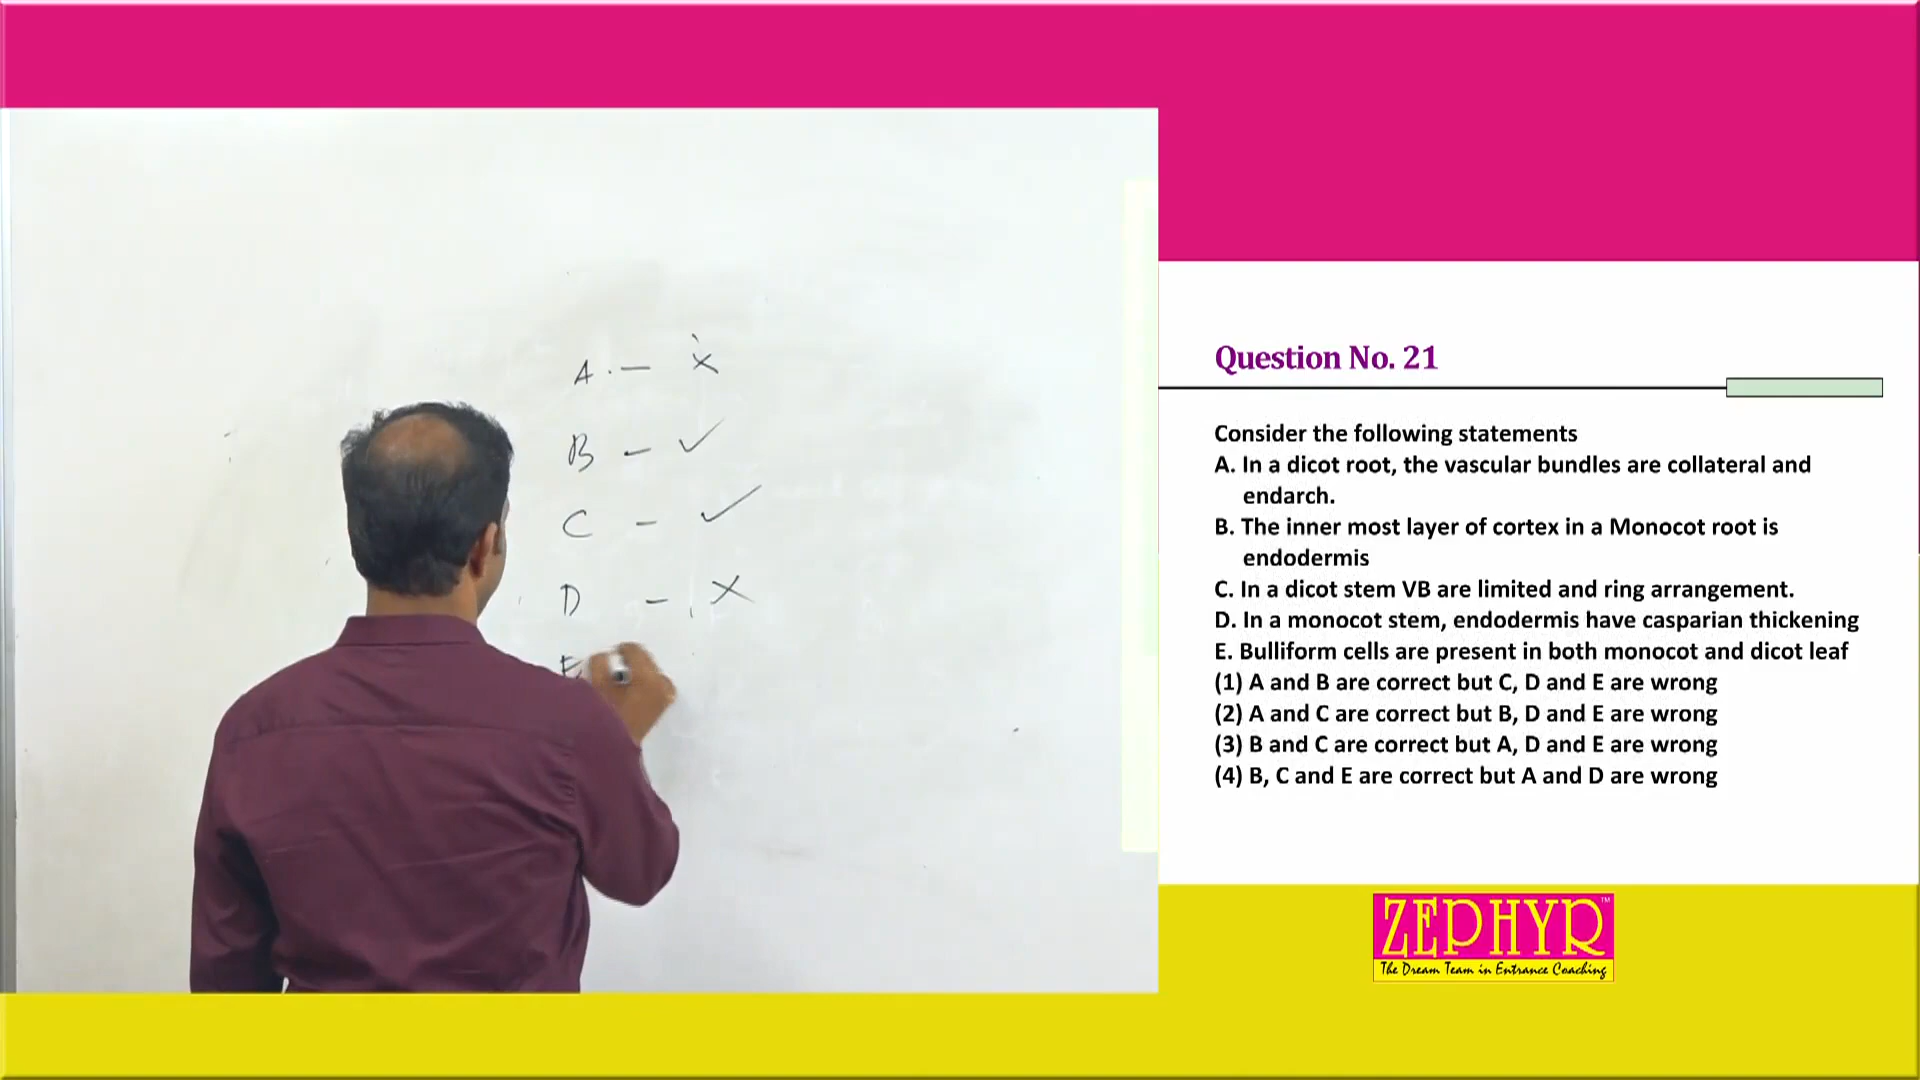 A. — x
B — ✓
C — ✓
D — x
E
Question No. 21
Consider the following statements
A. In a dicot root, the vascular bundles are collateral and
endarch.
B. The inner most layer of cortex in a Monocot root is
endodermis
C. In a dicot stem VB are limited and ring arrangement.
D. In a monocot stem, endodermis have casparian thickening
E. Bulliform cells are present in both monocot and dicot leaf
(1) A and B are correct but C, D and E are wrong
(2) A and C are correct but B, D and E are wrong
(3) B and C are correct but A, D and E are wrong
(4) B, C and E are correct but A and D are wrong
ZEPHYR™
The Dream Team in Entrance Coaching